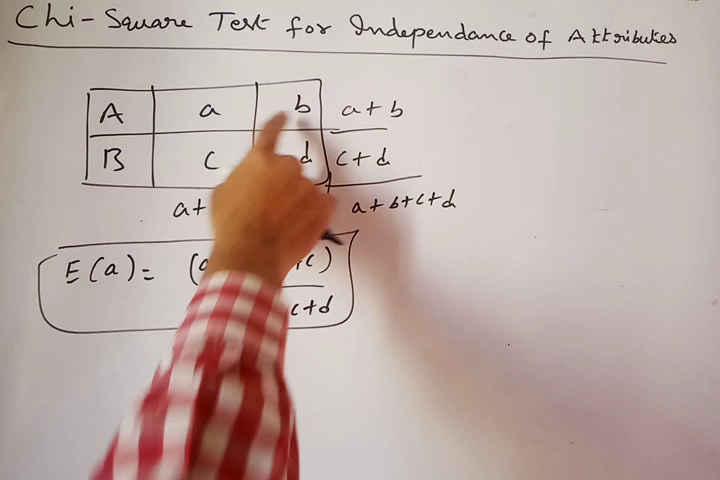 Chi-Square Test for Independance of Attributes
A a b a+b
B c d c+d
a+ a+b+c+d
E(a) = ( c)
c+d